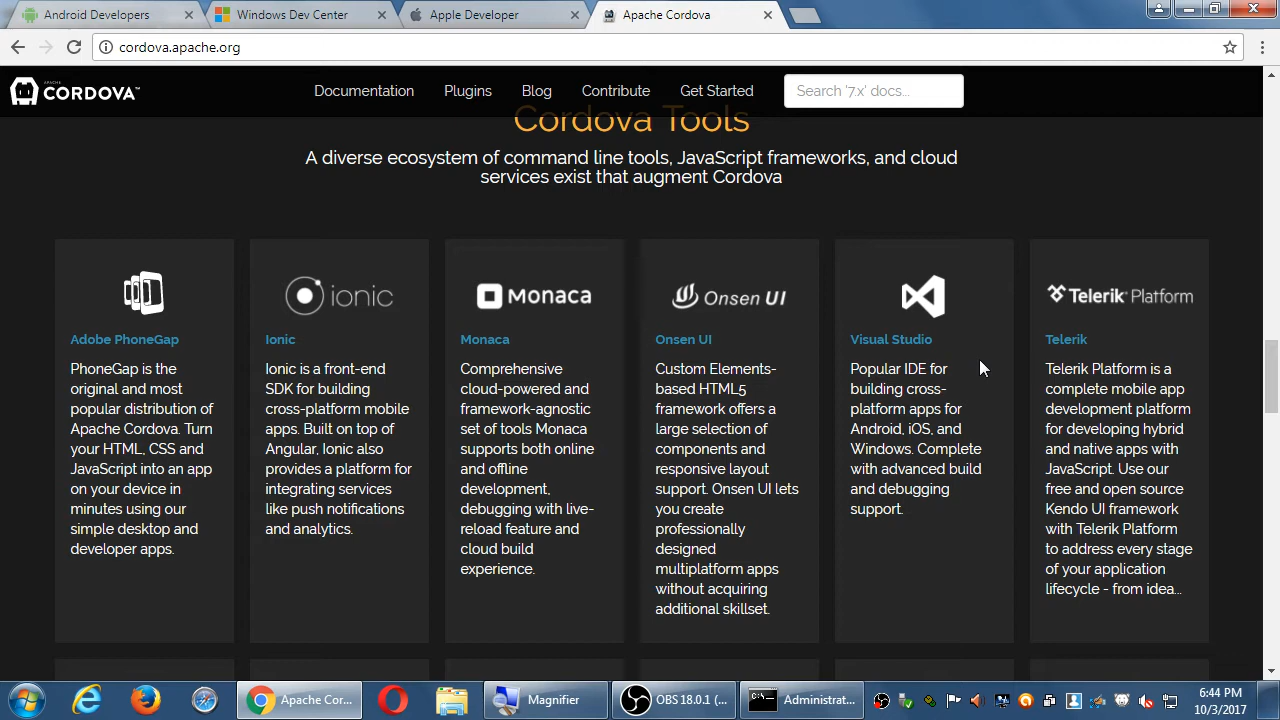 Android Developers
Windows Dev Center
Apple Developer
Apache Cordova
cordova.apache.org
APACHE
CORDOVA™
Documentation
Plugins
Blog
Contribute
Get Started
Search '7.x' docs...
Cordova Tools
A diverse ecosystem of command line tools, JavaScript frameworks, and cloud
services exist that augment Cordova
Adobe PhoneGap
PhoneGap is the
original and most
popular distribution of
Apache Cordova. Turn
your HTML, CSS and
JavaScript into an app
on your device in
minutes using our
simple desktop and
developer apps.
ionic
Ionic
Ionic is a front-end
SDK for building
cross-platform mobile
apps. Built on top of
Angular, Ionic also
provides a platform for
integrating services
like push notifications
and analytics.
Monaca
Monaca
Comprehensive
cloud-powered and
framework-agnostic
set of tools Monaca
supports both online
and offline
development,
debugging with live-
reload feature and
cloud build
experience.
Onsen UI
Onsen UI
Custom Elements-
based HTML5
framework offers a
large selection of
components and
responsive layout
support. Onsen UI lets
you create
professionally
designed
multiplatform apps
without acquiring
additional skillset.
Visual Studio
Popular IDE for
building cross-
platform apps for
Android, iOS, and
Windows. Complete
with advanced build
and debugging
support.
Telerik Platform
Telerik
Telerik Platform is a
complete mobile app
development platform
for developing hybrid
and native apps with
JavaScript. Use our
free and open source
Kendo UI framework
with Telerik Platform
to address every stage
of your application
lifecycle - from idea...
Apache Cor...
Magnifier
OBS 18.0.1 (...
Administrat...
6:44 PM
10/3/2017